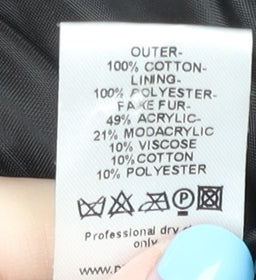 OUTER-
100% COTTON-
LINING-
100% POLYESTER-
FAKE FUR-
49% ACRYLIC-
21% MODACRYLIC
10% VISCOSE
10% COTTON
10% POLYESTER
P
Professional dry
only
www.